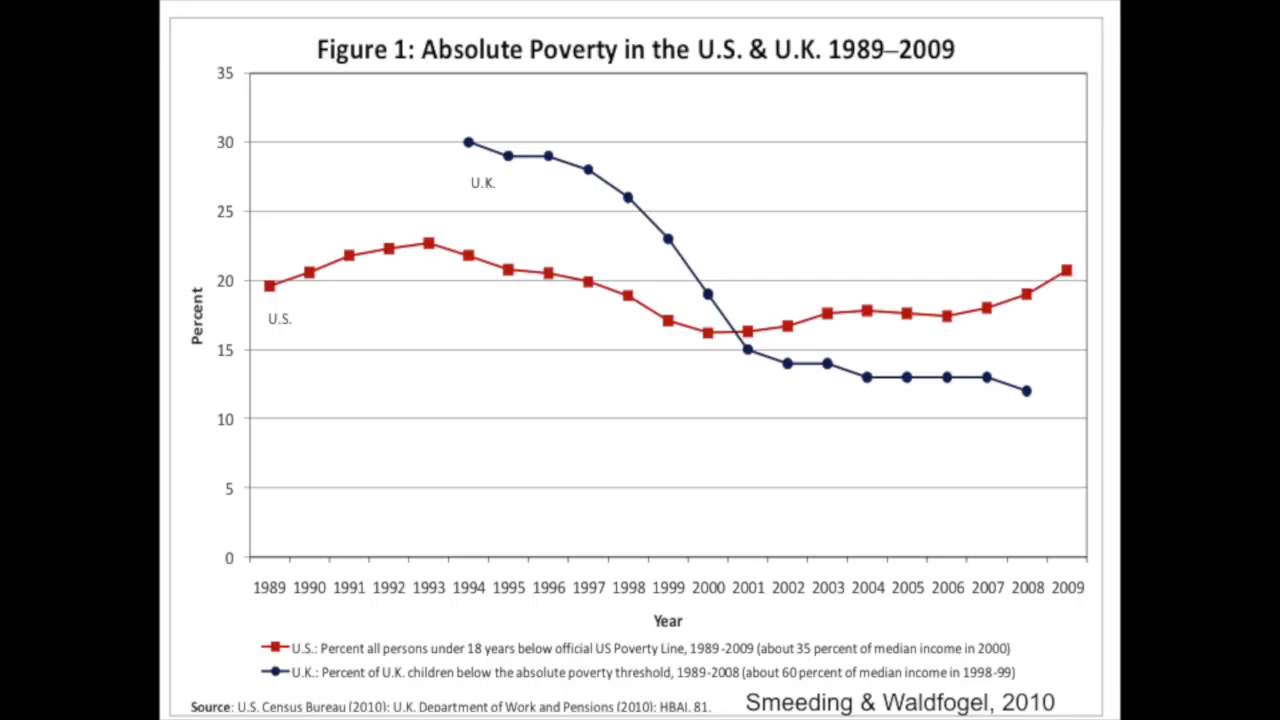 Figure 1: Absolute Poverty in the U.S. & U.K. 1989–2009
35
30
25
20
15
10
5
0
Percent
U.K.
U.S.
1989 1990 1991 1992 1993 1994 1995 1996 1997 1998 1999 2000 2001 2002 2003 2004 2005 2006 2007 2008 2009
Year
U.S.: Percent all persons under 18 years below official US Poverty Line, 1989-2009 (about 35 percent of median income in 2000)
U.K.: Percent of U.K. children below the absolute poverty threshold, 1989-2008 (about 60 percent of median income in 1998-99)
Source: U.S. Census Bureau (2010); U.K. Department of Work and Pensions (2010); HBAI, 81.
Smeeding & Waldfogel, 2010